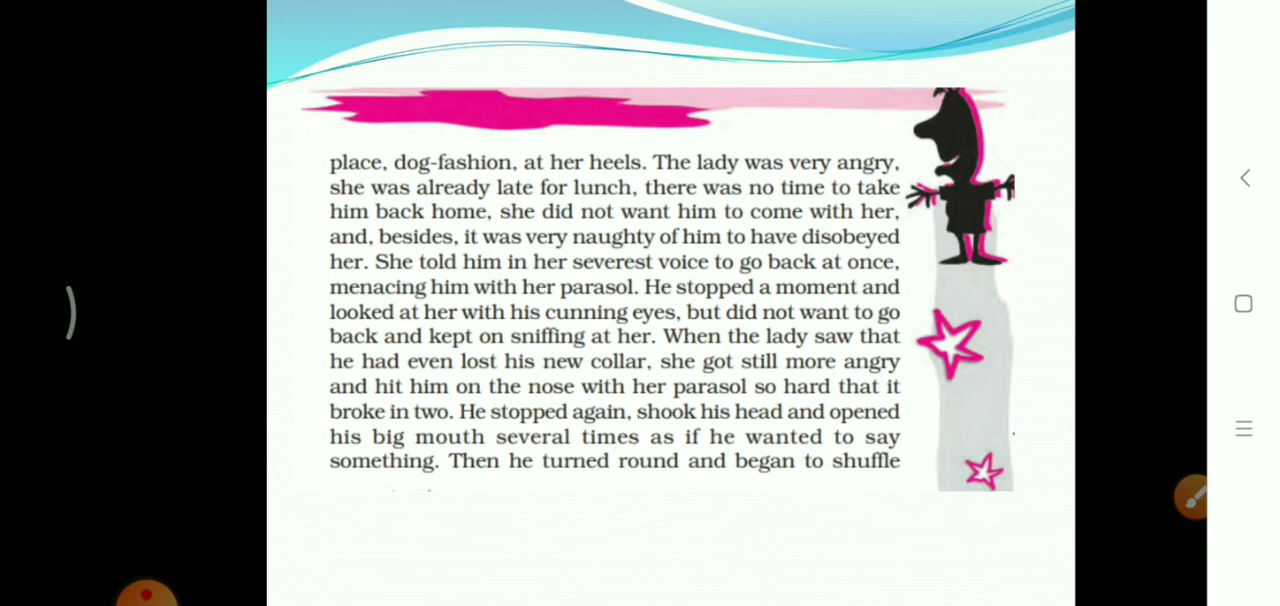 place, dog-fashion, at her heels. The lady was very angry,
she was already late for lunch, there was no time to take
him back home, she did not want him to come with her,
and, besides, it was very naughty of him to have disobeyed
her. She told him in her severest voice to go back at once,
menacing him with her parasol. He stopped a moment and
looked at her with his cunning eyes, but did not want to go
back and kept on sniffing at her. When the lady saw that
he had even lost his new collar, she got still more angry
and hit him on the nose with her parasol so hard that it
broke in two. He stopped again, shook his head and opened
his big mouth several times as if he wanted to say
something. Then he turned round and began to shuffle